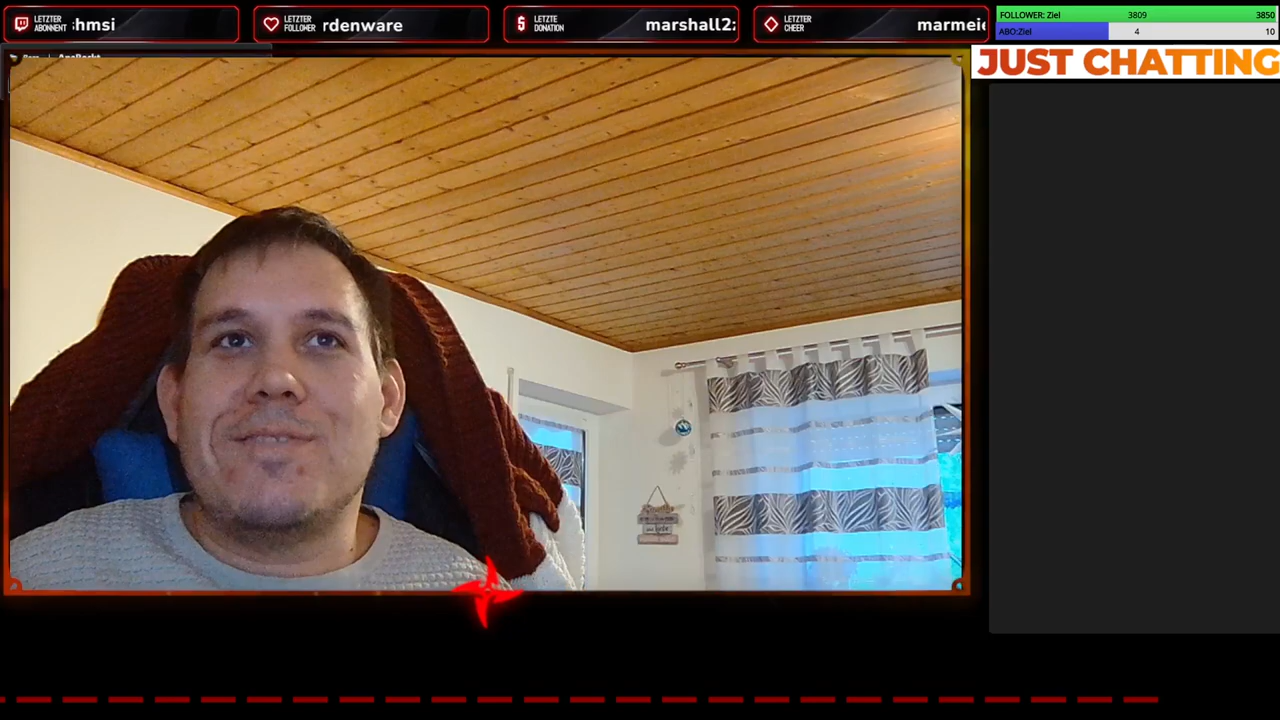 LETZTER ABONNENT hmsi
LETZTER FOLLOWER rdenware
LETZTE DONATION marshall2
LETZTER CHEER marmeie
FOLLOWER: Ziel 3809 3850
ABO:Ziel 4 10
JUST CHATTING